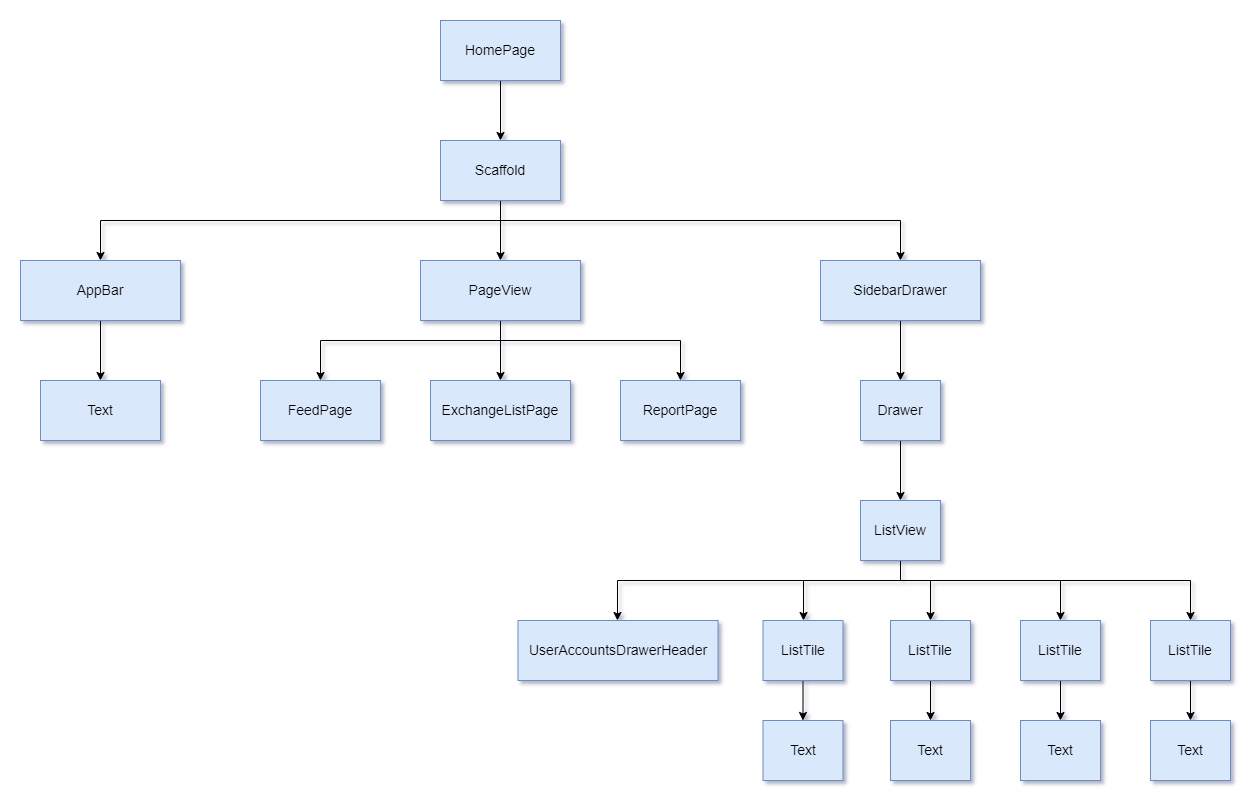 HomePage
Scaffold
AppBar
PageView
SidebarDrawer
Text
FeedPage
ExchangeListPage
ReportPage
Drawer
ListView
UserAccountsDrawerHeader
ListTile
ListTile
ListTile
ListTile
Text
Text
Text
Text